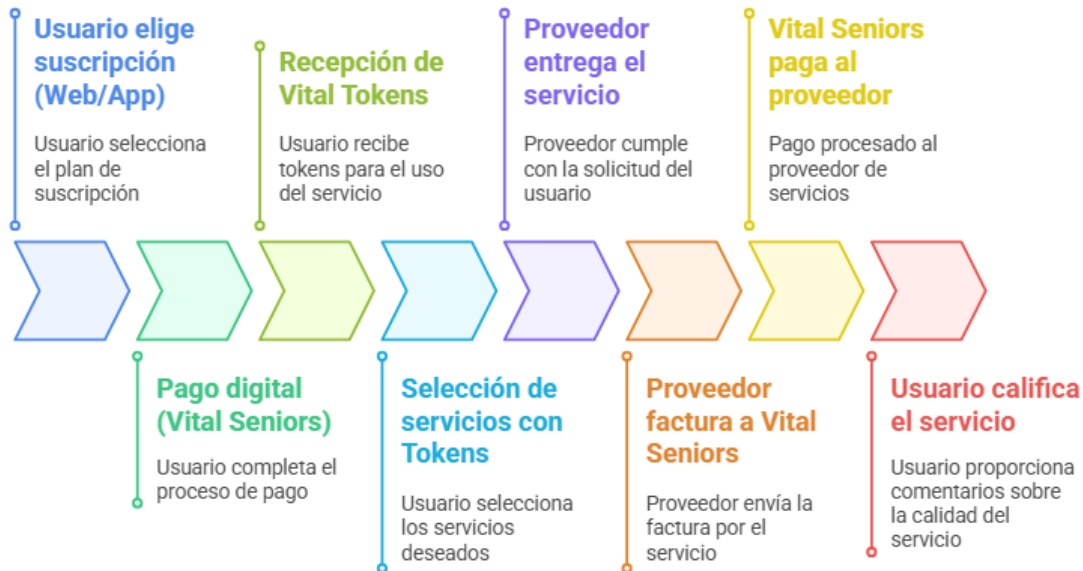 Usuario elige
suscripción
(Web/App)
Usuario selecciona
el plan de
suscripción
Pago digital
(Vital Seniors)
Usuario completa el
proceso de pago
Recepción de
Vital Tokens
Usuario recibe
tokens para el uso
del servicio
Selección de
servicios con
Tokens
Usuario selecciona
los servicios
deseados
Proveedor
entrega el
servicio
Proveedor cumple
con la solicitud del
usuario
Proveedor
factura a Vital
Seniors
Proveedor envía la
factura por el
servicio
Vital Seniors
paga al
proveedor
Pago procesado al
proveedor de
servicios
Usuario califica
el servicio
Usuario proporciona
comentarios sobre
la calidad del
servicio